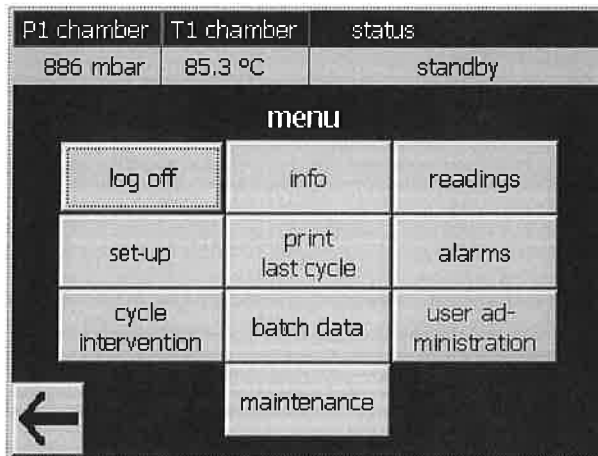 P1 chamber T1 chamber status
886 mbar 85.3 ºC standby
menu
log off info readings
set-up print last cycle alarms
cycle intervention batch data user ad-
ministration
maintenance